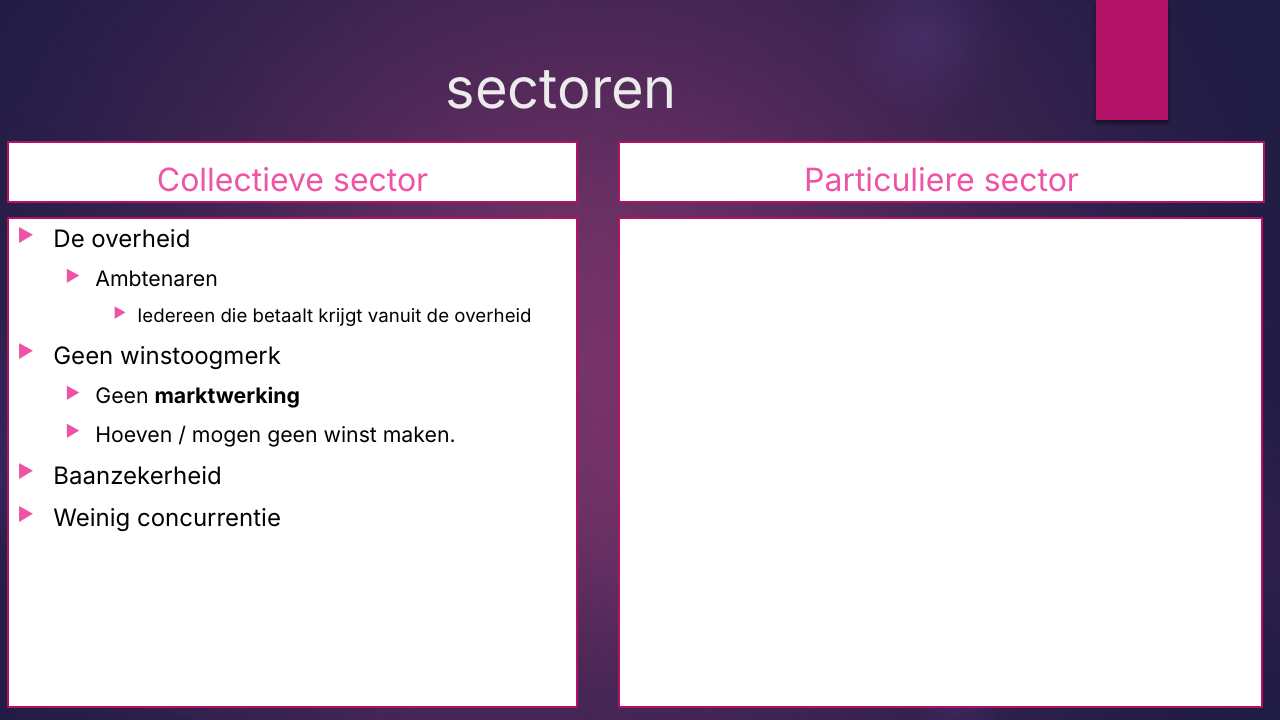 sectoren
Collectieve sector
De overheid
Ambtenaren
Iedereen die betaalt krijgt vanuit de overheid
Geen winstoogmerk
Geen marktwerking
Hoeven / mogen geen winst maken.
Baanzekerheid
Weinig concurrentie
Particuliere sector